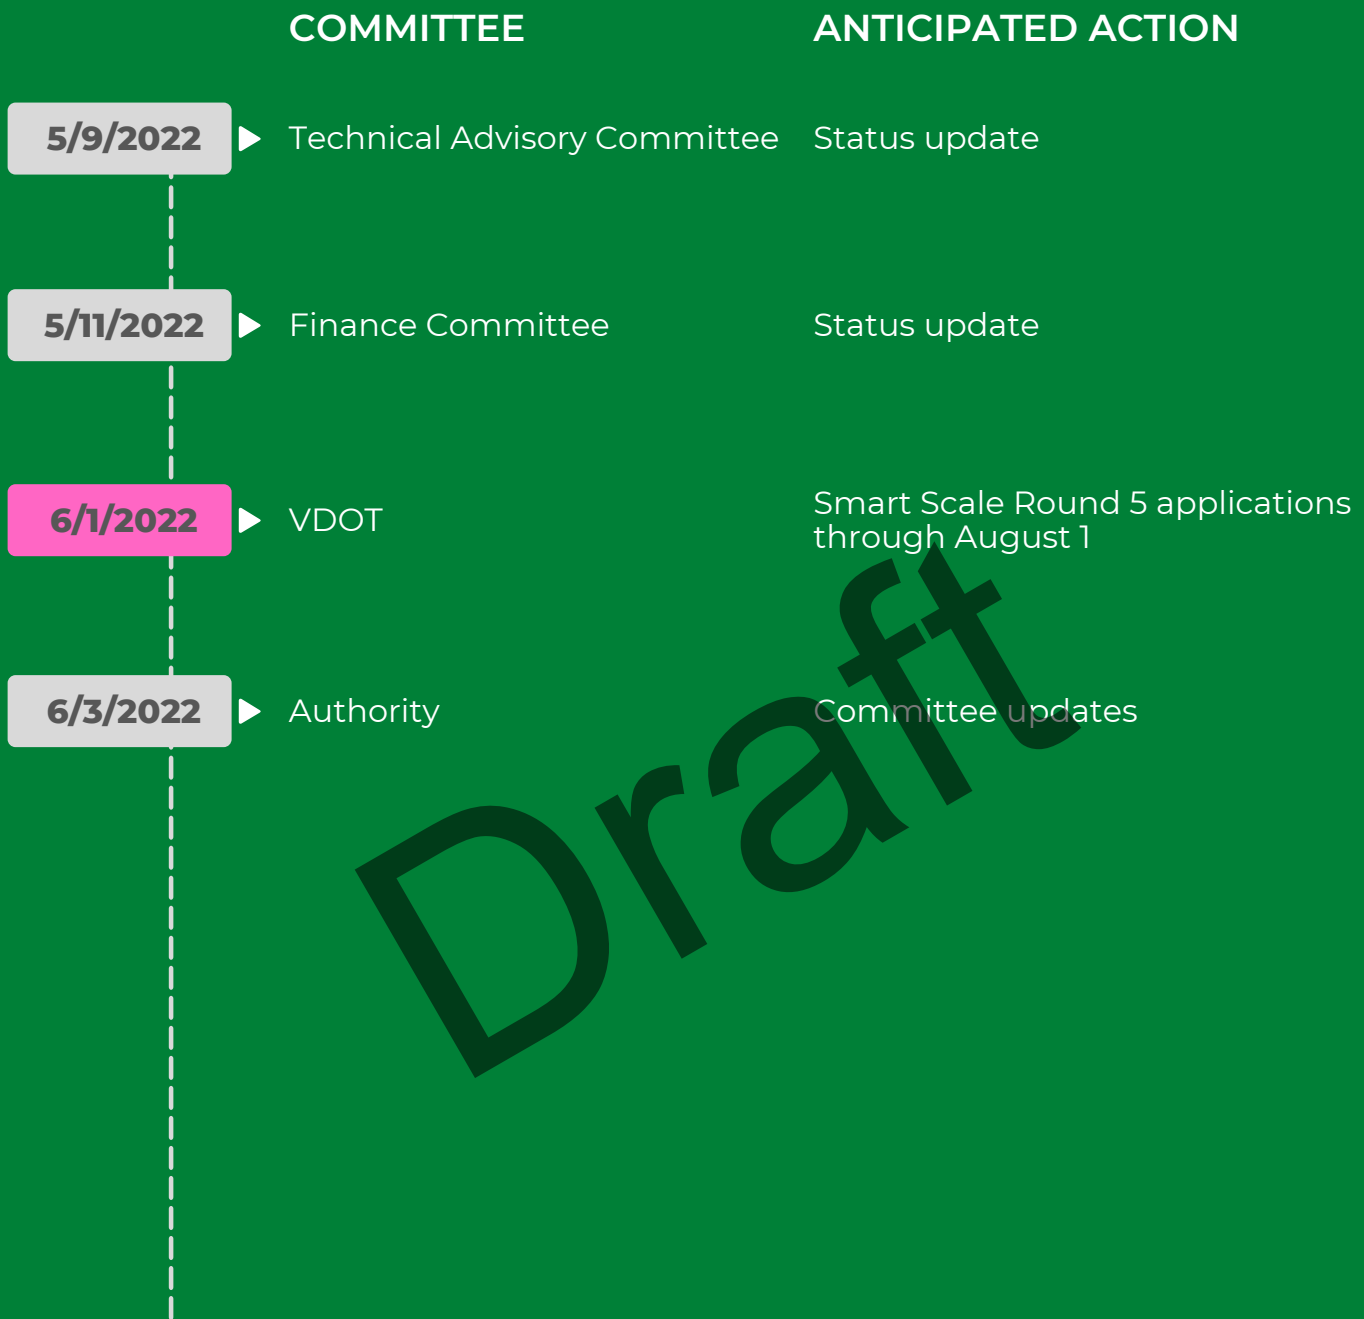 COMMITTEE ANTICIPATED ACTION
5/9/2022 Technical Advisory Committee Status update
5/11/2022 Finance Committee Status update
6/1/2022 VDOT Smart Scale Round 5 applications
through August 1
6/3/2022 Authority Committee updates
Draft